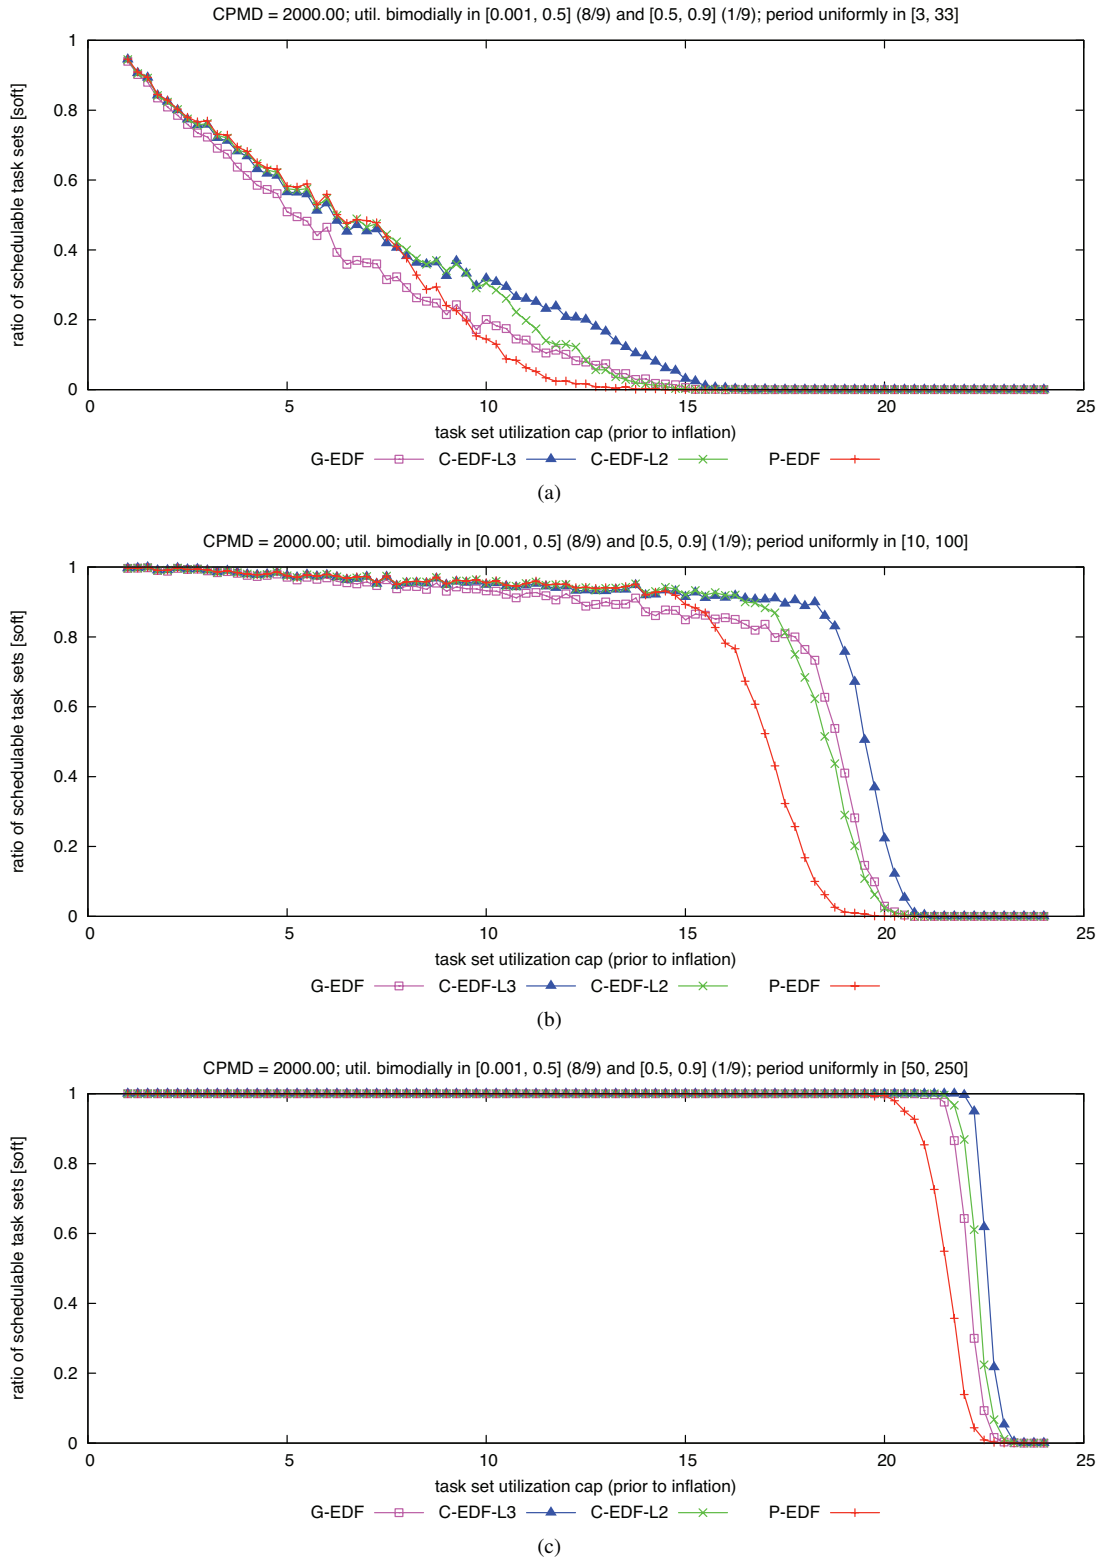 CPMD = 2000.00; util. bimodially in [0.001, 0.5] (8/9) and [0.5, 0.9] (1/9); period uniformly in [3, 33]
1
0.8
0.6
0.4
0.2
0
ratio of schedulable task sets [soft]
0 5 10 15 20 25
task set utilization cap (prior to inflation)
G-EDF C-EDF-L3 C-EDF-L2 P-EDF
(a)
CPMD = 2000.00; util. bimodially in [0.001, 0.5] (8/9) and [0.5, 0.9] (1/9); period uniformly in [10, 100]
1
0.8
0.6
0.4
0.2
0
ratio of schedulable task sets [soft]
0 5 10 15 20 25
task set utilization cap (prior to inflation)
G-EDF C-EDF-L3 C-EDF-L2 P-EDF
(b)
CPMD = 2000.00; util. bimodially in [0.001, 0.5] (8/9) and [0.5, 0.9] (1/9); period uniformly in [50, 250]
1
0.8
0.6
0.4
0.2
0
ratio of schedulable task sets [soft]
0 5 10 15 20 25
task set utilization cap (prior to inflation)
G-EDF C-EDF-L3 C-EDF-L2 P-EDF
(c)